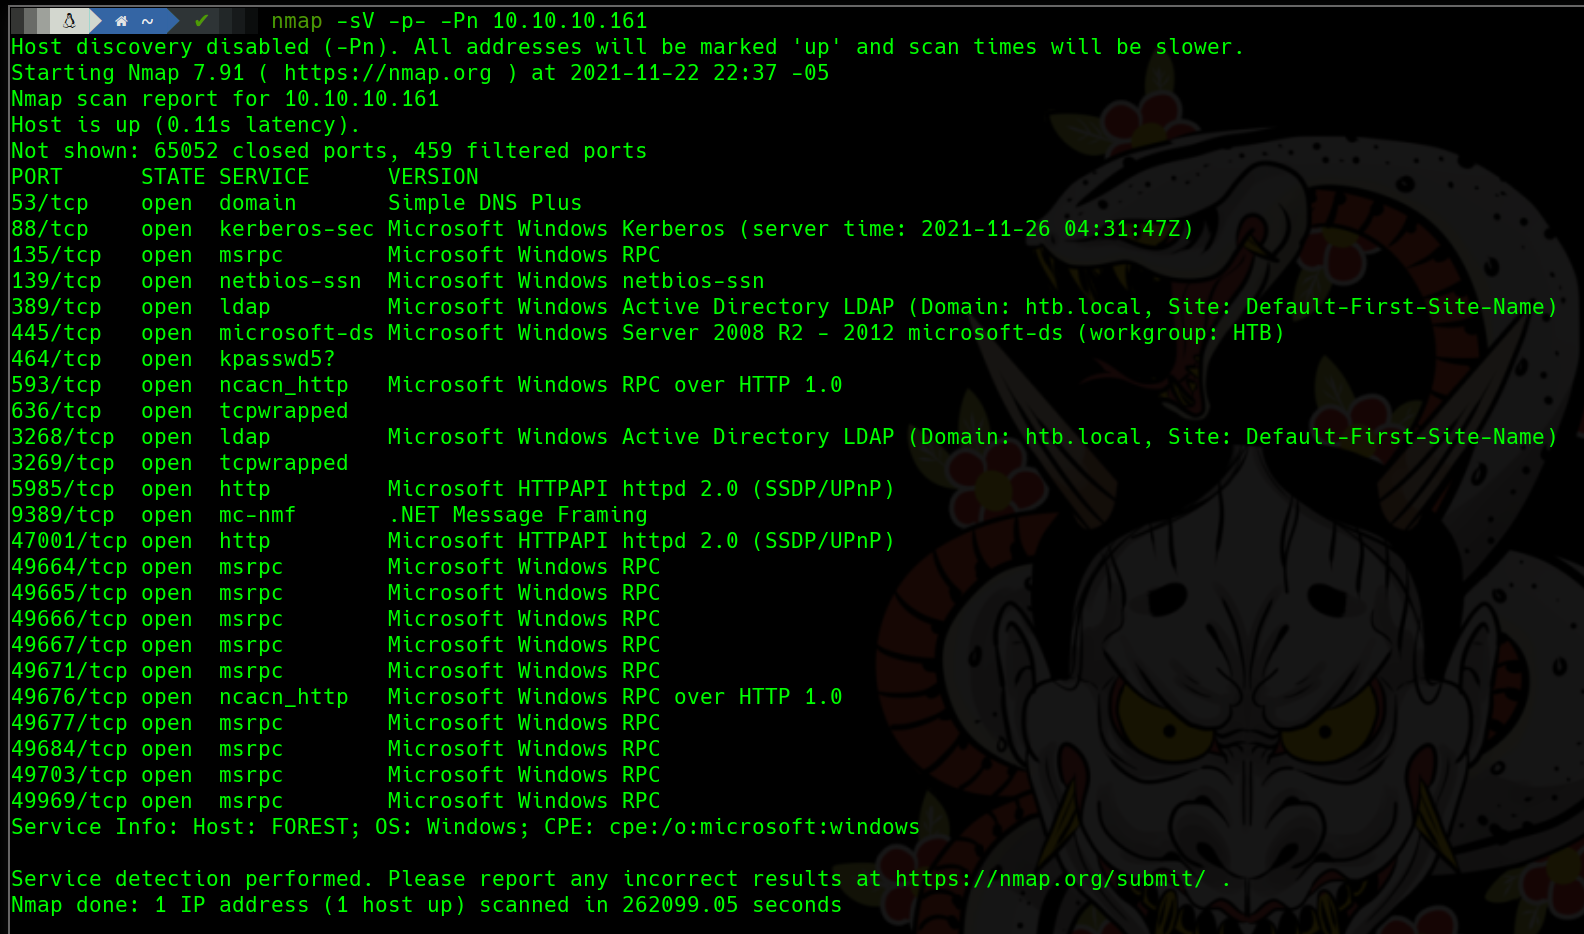 ~ ✔ nmap -sV -p- -Pn 10.10.10.161
Host discovery disabled (-Pn). All addresses will be marked 'up' and scan times will be slower.
Starting Nmap 7.91 ( https://nmap.org ) at 2021-11-22 22:37 -05
Nmap scan report for 10.10.10.161
Host is up (0.11s latency).
Not shown: 65052 closed ports, 459 filtered ports
PORT      STATE SERVICE      VERSION
53/tcp    open  domain       Simple DNS Plus
88/tcp    open  kerberos-sec Microsoft Windows Kerberos (server time: 2021-11-26 04:31:47Z)
135/tcp   open  msrpc        Microsoft Windows RPC
139/tcp   open  netbios-ssn  Microsoft Windows netbios-ssn
389/tcp   open  ldap         Microsoft Windows Active Directory LDAP (Domain: htb.local, Site: Default-First-Site-Name)
445/tcp   open  microsoft-ds Microsoft Windows Server 2008 R2 - 2012 microsoft-ds (workgroup: HTB)
464/tcp   open  kpasswd5?
593/tcp   open  ncacn_http   Microsoft Windows RPC over HTTP 1.0
636/tcp   open  tcpwrapped
3268/tcp  open  ldap         Microsoft Windows Active Directory LDAP (Domain: htb.local, Site: Default-First-Site-Name)
3269/tcp  open  tcpwrapped
5985/tcp  open  http         Microsoft HTTPAPI httpd 2.0 (SSDP/UPnP)
9389/tcp  open  mc-nmf       .NET Message Framing
47001/tcp open  http         Microsoft HTTPAPI httpd 2.0 (SSDP/UPnP)
49664/tcp open  msrpc        Microsoft Windows RPC
49665/tcp open  msrpc        Microsoft Windows RPC
49666/tcp open  msrpc        Microsoft Windows RPC
49667/tcp open  msrpc        Microsoft Windows RPC
49671/tcp open  msrpc        Microsoft Windows RPC
49676/tcp open  ncacn_http   Microsoft Windows RPC over HTTP 1.0
49677/tcp open  msrpc        Microsoft Windows RPC
49684/tcp open  msrpc        Microsoft Windows RPC
49703/tcp open  msrpc        Microsoft Windows RPC
49969/tcp open  msrpc        Microsoft Windows RPC
Service Info: Host: FOREST; OS: Windows; CPE: cpe:/o:microsoft:windows
Service detection performed. Please report any incorrect results at https://nmap.org/submit/ .
Nmap done: 1 IP address (1 host up) scanned in 262099.05 seconds